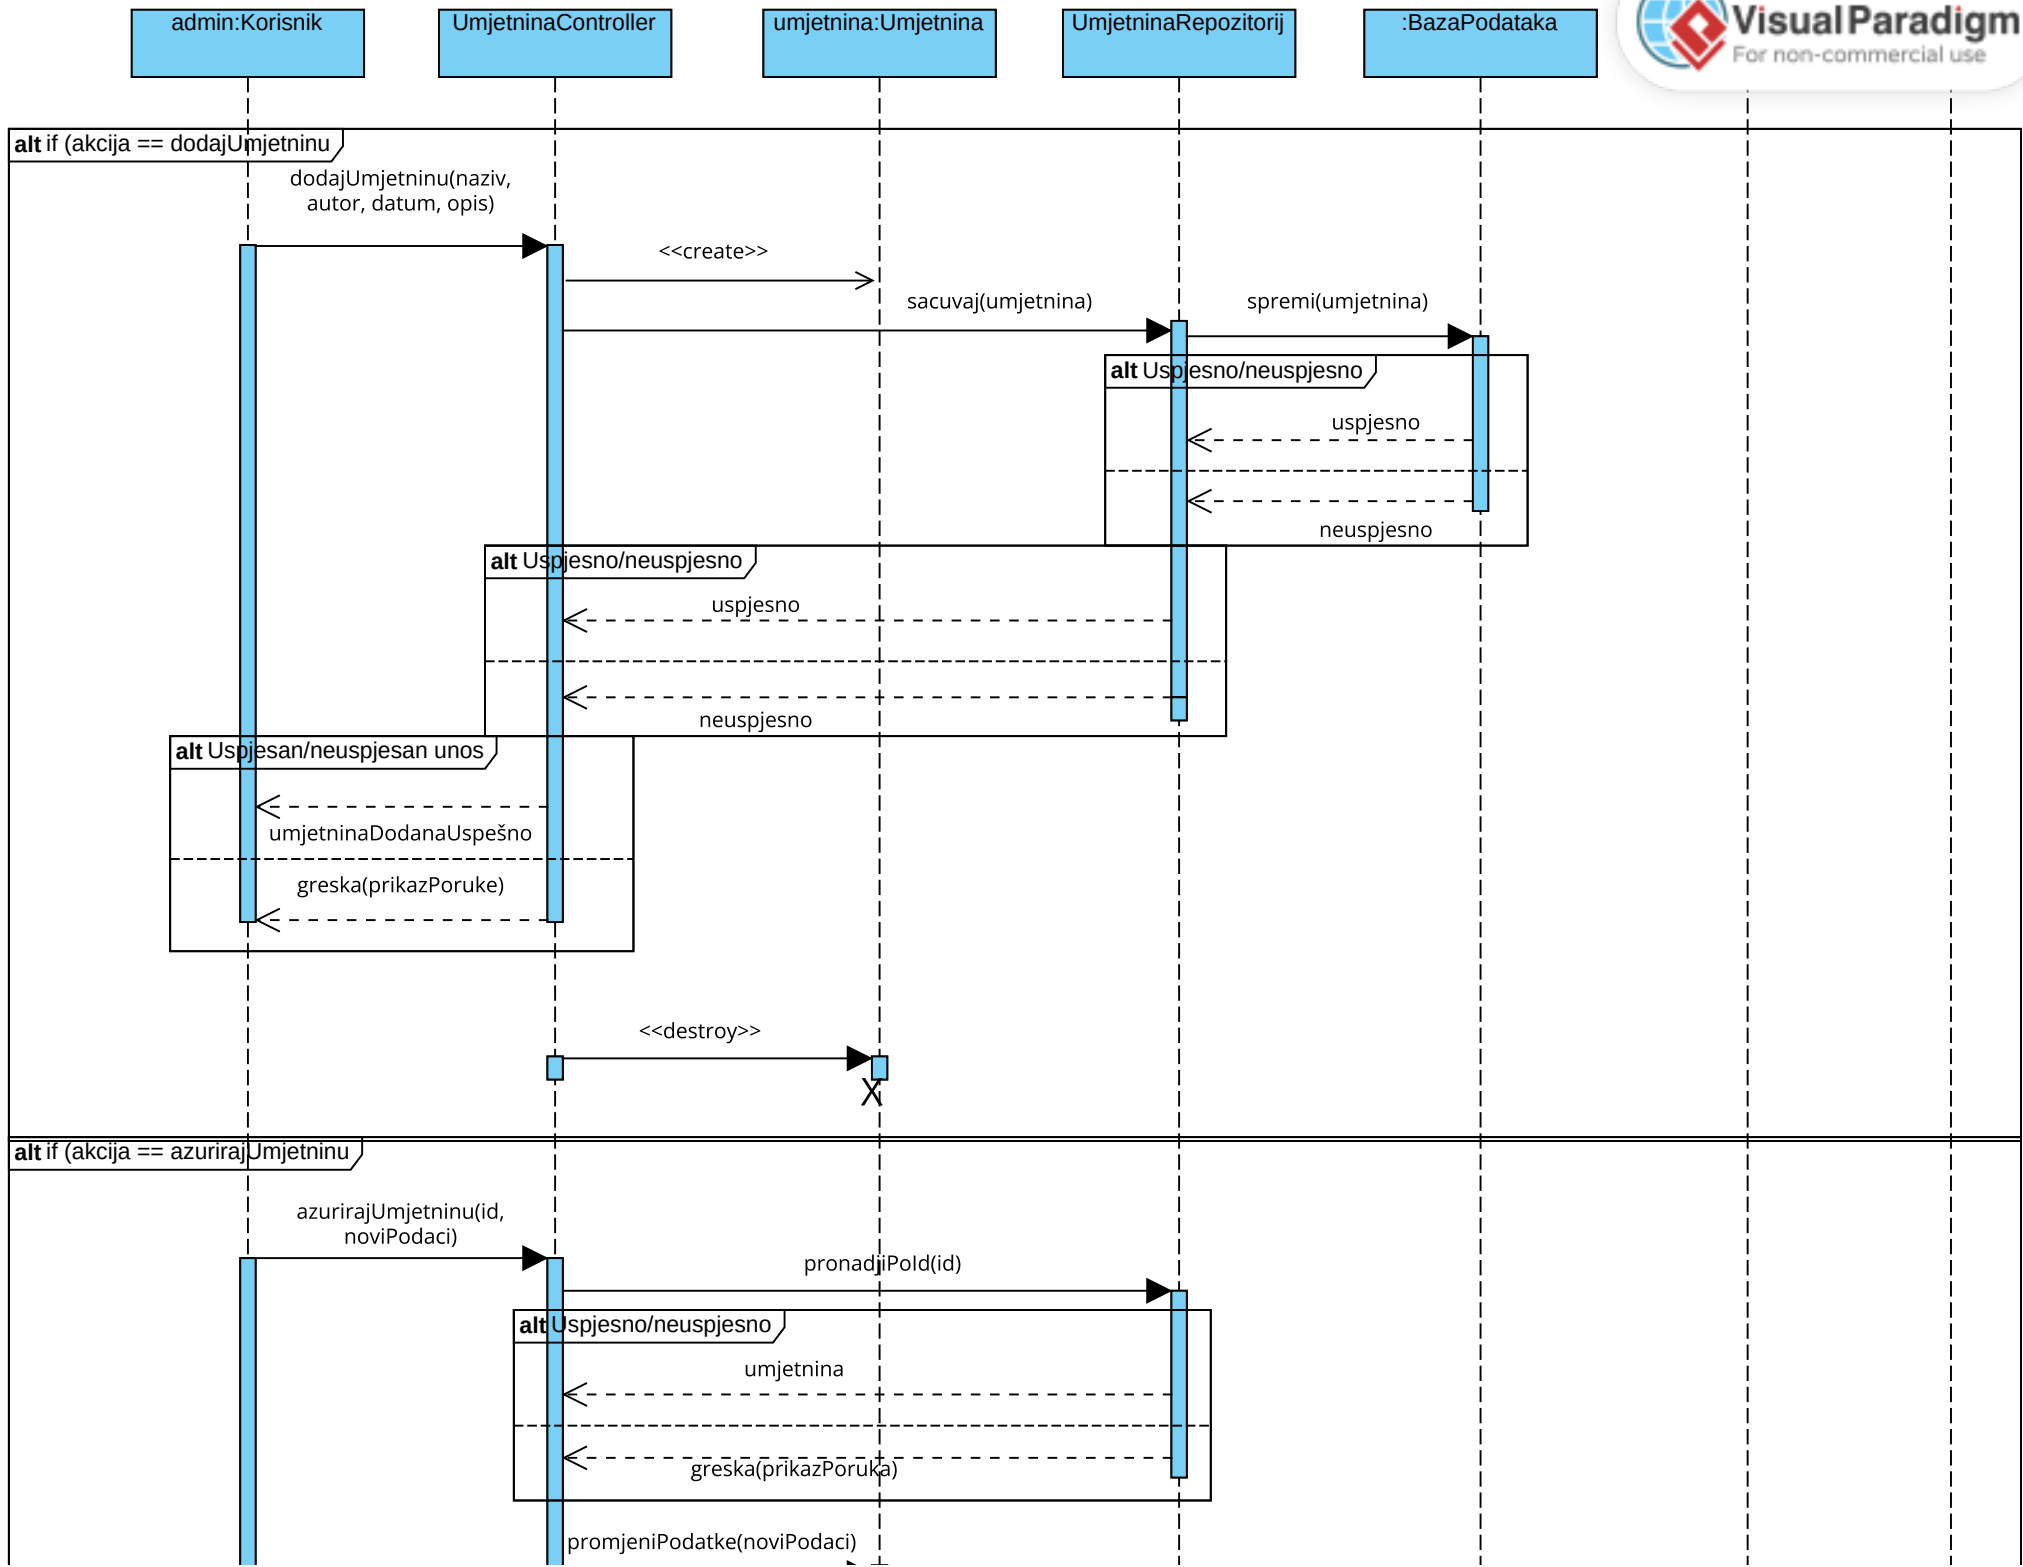 admin:Korisnik
UmjetninaController
umjetnina:Umjetnina
UmjetninaRepozitorij
:BazaPodataka
Visual Paradigm
For non-commercial use
alt if (akcija == dodajUmjetninu
dodajUmjetninu(naziv,
autor, datum, opis)
<<create>>
sacuvaj(umjetnina)
spremi(umjetnina)
alt Uspjesno/neuspjesno
uspjesno
neuspjesno
alt Uspjesno/neuspjesno
uspjesno
neuspjesno
alt Uspjesan/neuspjesan unos
umjetninaDodanaUspešno
greska(prikazPoruke)
<<destroy>>
X
alt if (akcija == azurirajUmjetninu
azurirajUmjetninu(id,
noviPodaci)
pronadjiPoId(id)
alt Uspjesno/neuspjesno
umjetnina
greska(prikazPoruka)
promjeniPodatke(noviPodaci)